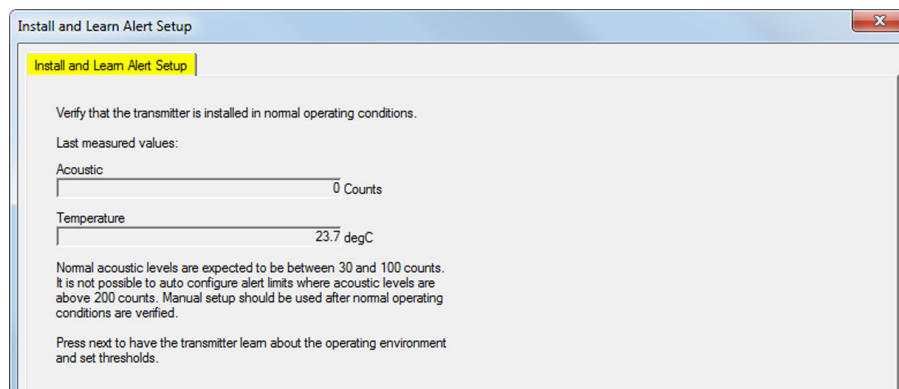 Install and Learn Alert Setup
Install and Learn Alert Setup
Verify that the transmitter is installed in normal operating conditions.
Last measured values:
Acoustic
0 Counts
Temperature
23.7 degC
Normal acoustic levels are expected to be between 30 and 100 counts.
It is not possible to auto configure alert limits where acoustic levels are
above 200 counts. Manual setup should be used after normal operating
conditions are verified.
Press next to have the transmitter learn about the operating environment
and set thresholds.